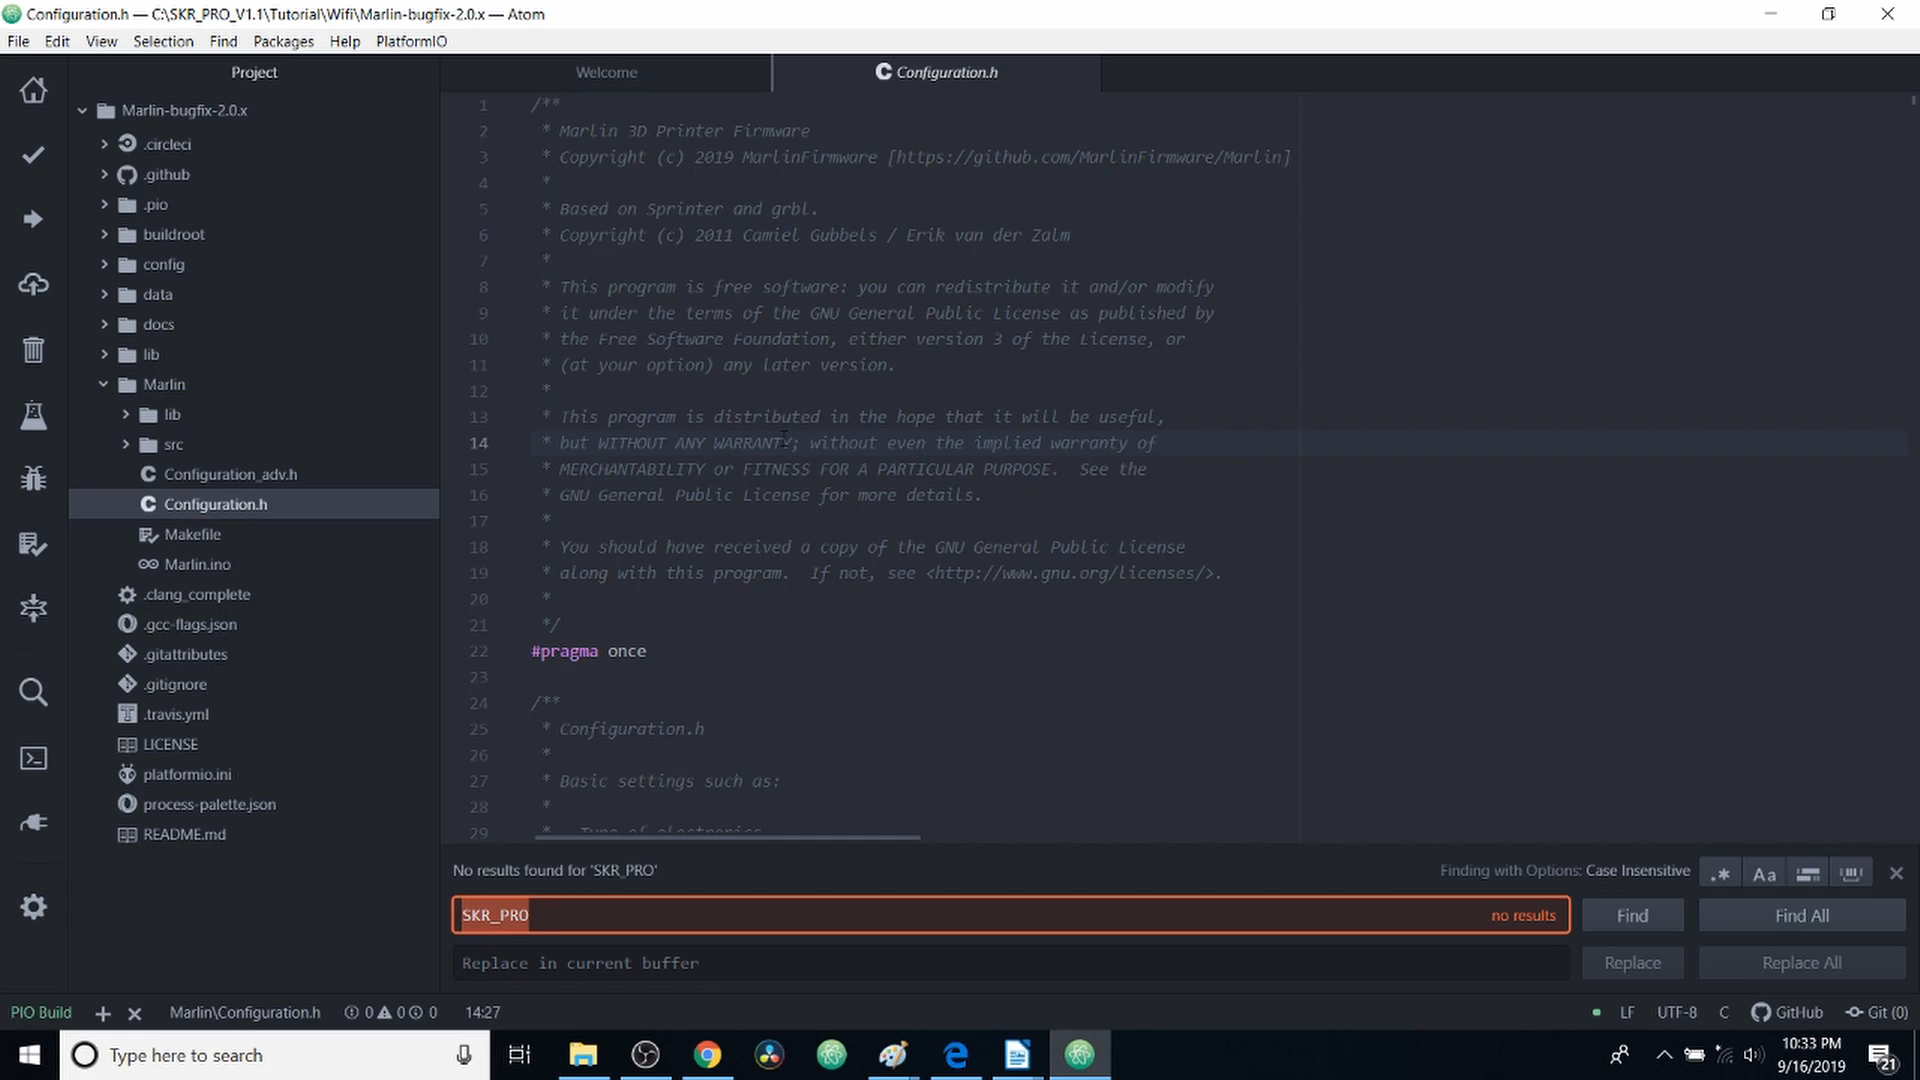 Configuration.h — C:\SKR_PRO_V1.1\Tutorial\Wifi\Marlin-bugfix-2.0.x — Atom
File Edit View Selection Find Packages Help PlatformIO
Project
Welcome
Configuration.h
Marlin-bugfix-2.0.x
.circleci
.github
.pio
buildroot
config
data
docs
lib
Marlin
lib
src
Configuration_adv.h
Configuration.h
Makefile
Marlin.ino
.clang_complete
.gcc-flags.json
.gitattributes
.gitignore
.travis.yml
LICENSE
platformio.ini
process-palette.json
README.md
1 /**
2 * Marlin 3D Printer Firmware
3 * Copyright (c) 2019 MarlinFirmware [https://github.com/MarlinFirmware/Marlin]
4 *
5 * Based on Sprinter and grbl.
6 * Copyright (c) 2011 Camiel Gubbels / Erik van der Zalm
7 *
8 * This program is free software: you can redistribute it and/or modify
9 * it under the terms of the GNU General Public License as published by
10 * the Free Software Foundation, either version 3 of the License, or
11 * (at your option) any later version.
12 *
13 * This program is distributed in the hope that it will be useful,
14 * but WITHOUT ANY WARRANTY; without even the implied warranty of
15 * MERCHANTABILITY or FITNESS FOR A PARTICULAR PURPOSE.  See the
16 * GNU General Public License for more details.
17 *
18 * You should have received a copy of the GNU General Public License
19 * along with this program.  If not, see <http://www.gnu.org/licenses/>.
20 *
21 */
22 #pragma once
23
24 /**
25 * Configuration.h
26 *
27 * Basic settings such as:
28 *
29 * - Type of electronics
No results found for 'SKR_PRO'
Finding with Options: Case Insensitive
.* Aa
SKR_PRO no results
Find Find All
Replace in current buffer
Replace Replace All
PIO Build + Marlin\Configuration.h 0 0 0 14:27 LF UTF-8 C GitHub Git (0)
Type here to search
10:33 PM
9/16/2019
21